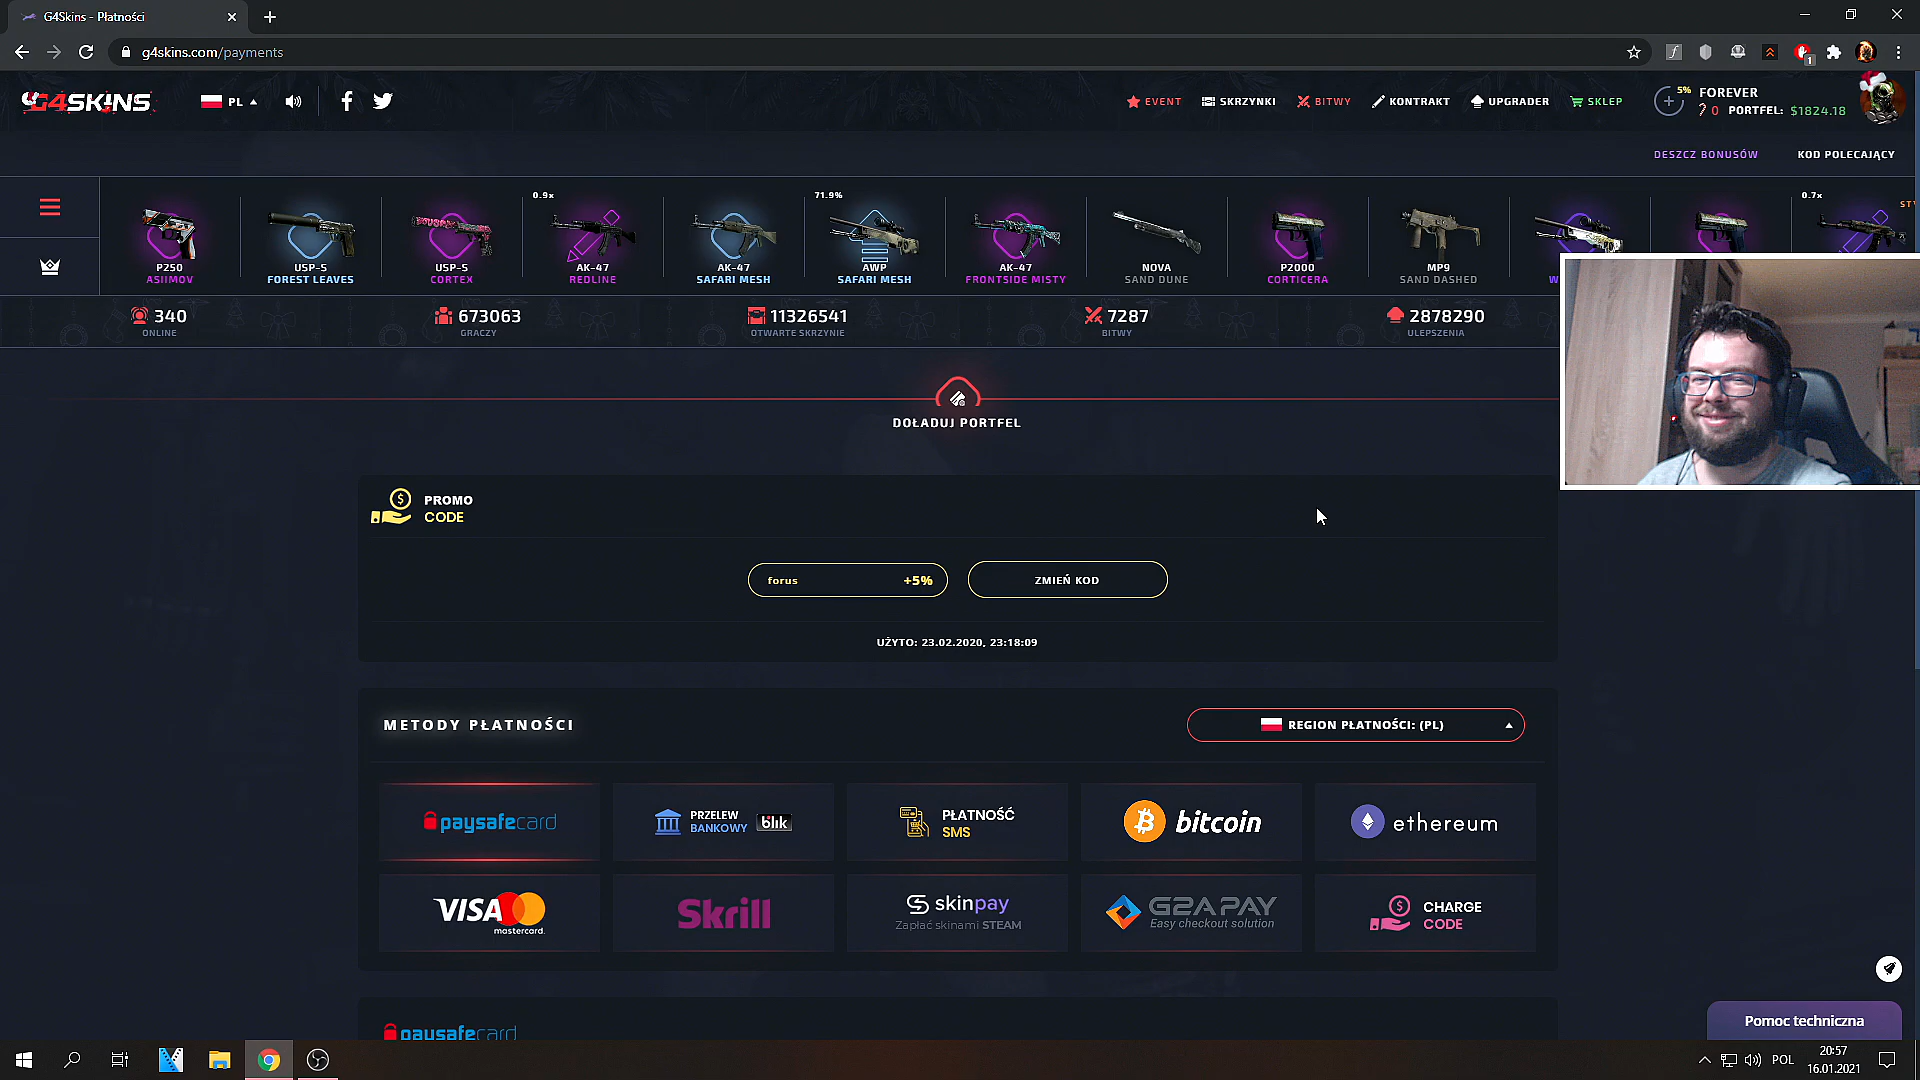 G4Skins - Płatności
g4skins.com/payments
1
G4SKINS
PL
EVENT
SKRZYNKI
BITWY
KONTRAKT
UPGRADER
SKLEP
5%
FOREVER
0 PORTFEL: $1824.18
DESZCZ BONUSÓW
KOD POLECAJĄCY
P250
ASIIMOV
USP-S
FOREST LEAVES
USP-S
CORTEX
0.9x
AK-47
REDLINE
AK-47
SAFARI MESH
71.9%
AWP
SAFARI MESH
AK-47
FRONTSIDE MISTY
NOVA
SAND DUNE
P2000
CORTICERA
MP9
SAND DASHED
W
0.7x
ST
340
ONLINE
673063
GRACZY
11326541
OTWARTE SKRZYNIE
7287
BITWY
2878290
ULEPSZENIA
DOŁADUJ PORTFEL
PROMO
CODE
forus +5%
ZMIEŃ KOD
UŻYTO: 23.02.2020, 23:18:09
METODY PŁATNOŚCI
REGION PŁATNOŚCI: (PL)
paysafecard
PRZELEW
BANKOWY
blik
PŁATNOŚĆ
SMS
bitcoin
ethereum
VISA
mastercard.
Skrill
skinpay
Zapłać skinami STEAM
G2A PAY
Easy checkout solution
CHARGE
CODE
paysafecard
Pomoc techniczna
POL
20:57
16.01.2021